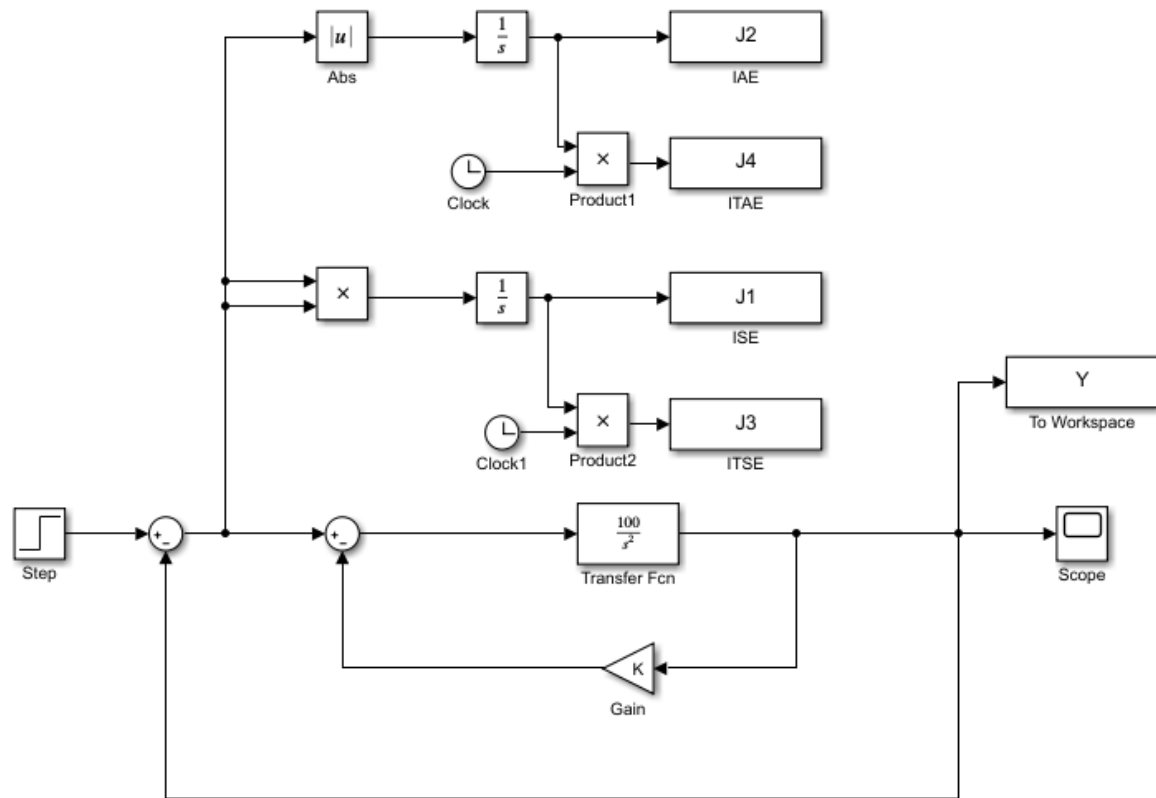 |u|
Abs
1
s
J2
IAE
Clock
×
Product1
J4
ITAE
×
1
s
J1
ISE
Clock1
×
Product2
J3
ITSE
Y
To Workspace
Step
+
−
+
−
100
s²
Transfer Fcn
Scope
K
Gain